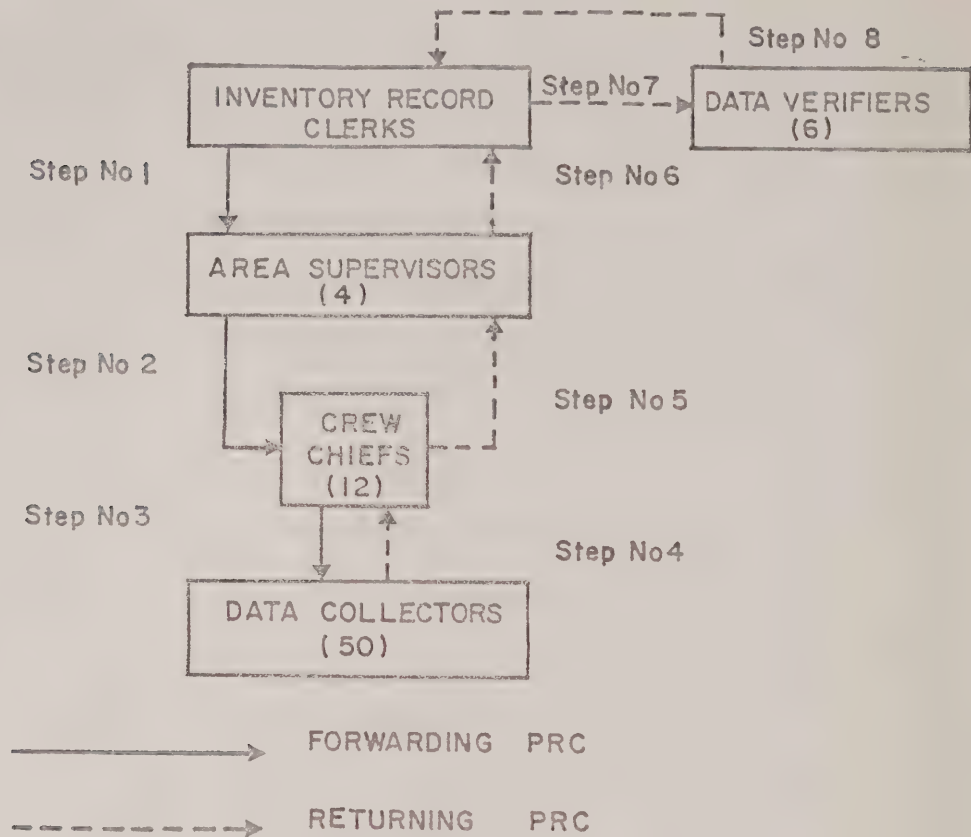 Step No 8
INVENTORY RECORD
CLERKS
Step No7
DATA VERIFIERS
(6)
Step No 1
Step No 6
AREA SUPERVISORS
(4)
Step No 2
Step No 5
CREW
CHIEFS
(12)
Step No3
Step No4
DATA COLLECTORS
(50)
FORWARDING PRC
RETURNING PRC